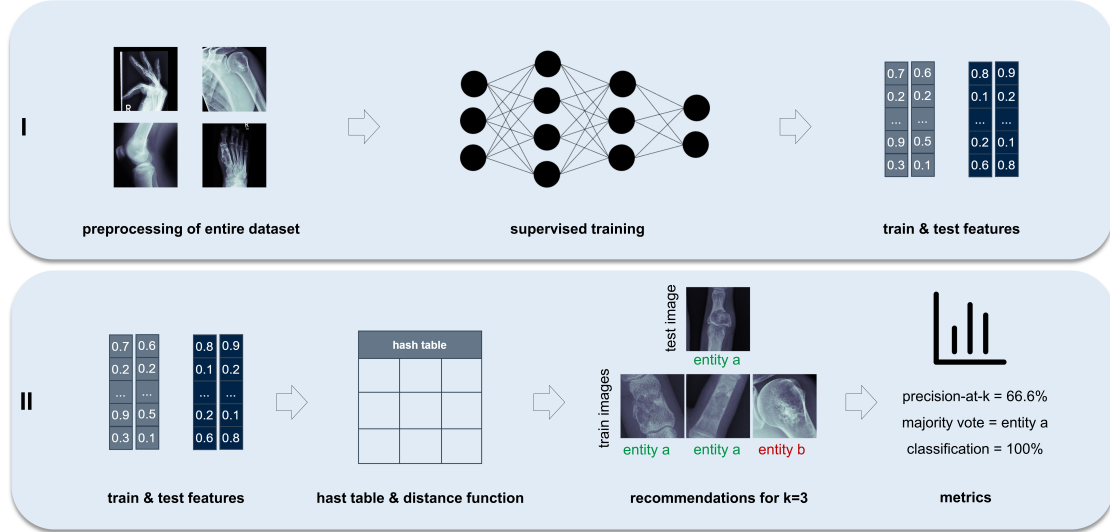 I
R
0.7 0.6 0.8 0.9
0.2 0.2 0.1 0.2
... ... ... ...
0.9 0.5 0.2 0.1
0.3 0.1 0.6 0.8
preprocessing of entire dataset
supervised training
train & test features
II
0.7 0.6 0.8 0.9
0.2 0.2 0.1 0.2
... ... ... ...
0.9 0.5 0.2 0.1
0.3 0.1 0.6 0.8
train & test features
hash table
hast table & distance function
test image
entity a
train images
entity a entity a entity b
recommendations for k=3
precision-at-k = 66.6%
majority vote = entity a
classification = 100%
metrics